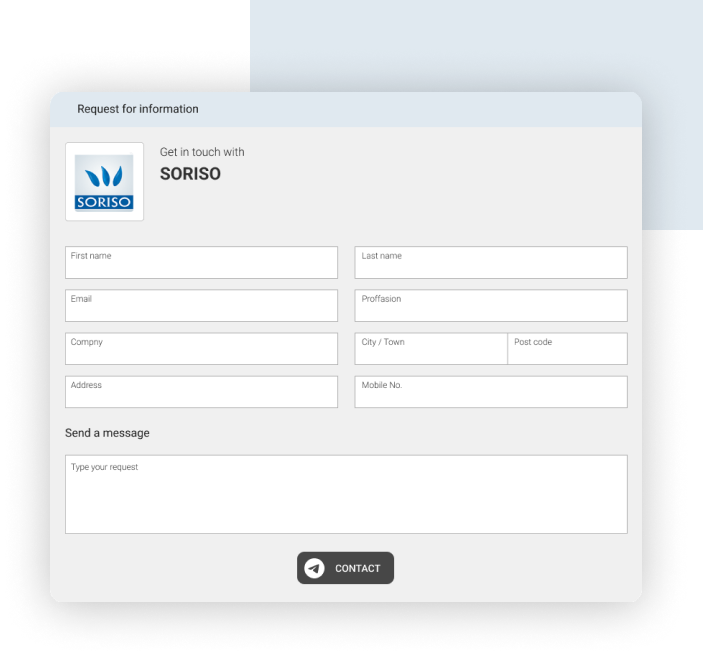 Request for information
Get in touch with
SORISO
SORISO
First name
Last name
Email
Proffasion
Compny
City / Town
Post code
Address
Mobile No.
Send a message
Type your request
CONTACT